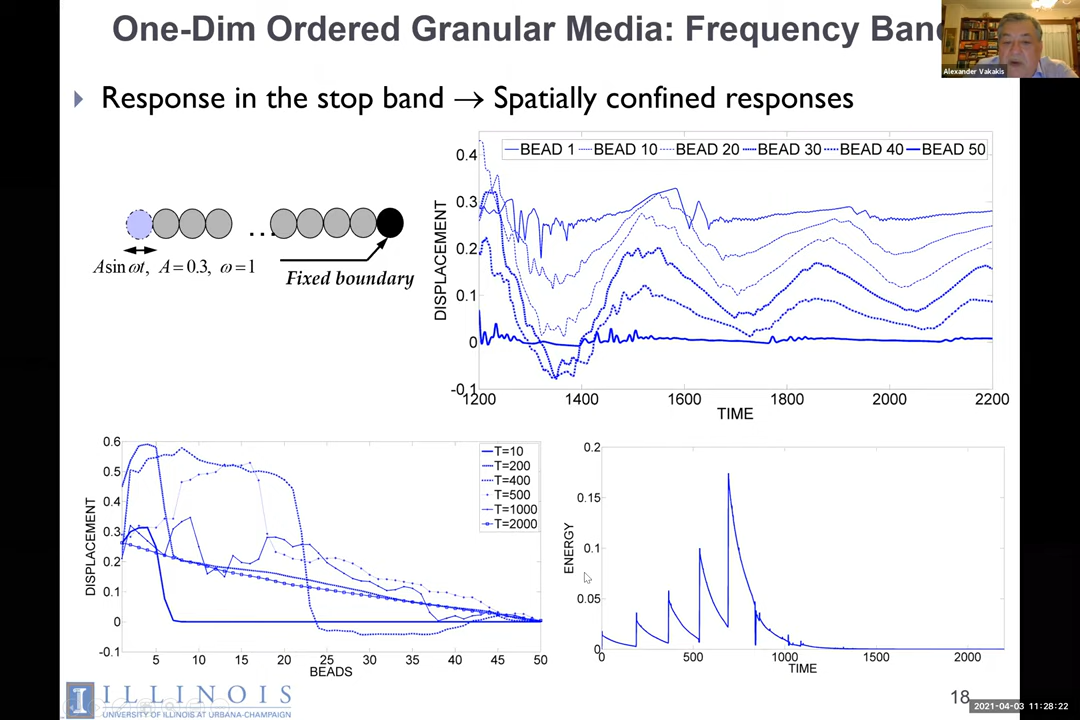 One-Dim Ordered Granular Media: Frequency Ban
Alexander Vakakis
Response in the stop band → Spatially confined responses
A sin ωt, A = 0.3, ω = 1
Fixed boundary
...
BEAD 1 BEAD 10 BEAD 20 BEAD 30 BEAD 40 BEAD 50
DISPLACEMENT
0.4
0.3
0.2
0.1
0
-0.1
1200 1400 1600 1800 2000 2200
TIME
DISPLACEMENT
0.6
0.5
0.4
0.3
0.2
0.1
0
-0.1
T=10
T=200
T=400
T=500
T=1000
T=2000
5 10 15 20 25 30 35 40 45 50
BEADS
ENERGY
0.2
0.15
0.1
0.05
0
0 500 1000 1500 2000
TIME
I ILLINOIS
UNIVERSITY OF ILLINOIS AT URBANA-CHAMPAIGN
18
2021-04-03 11:28:22